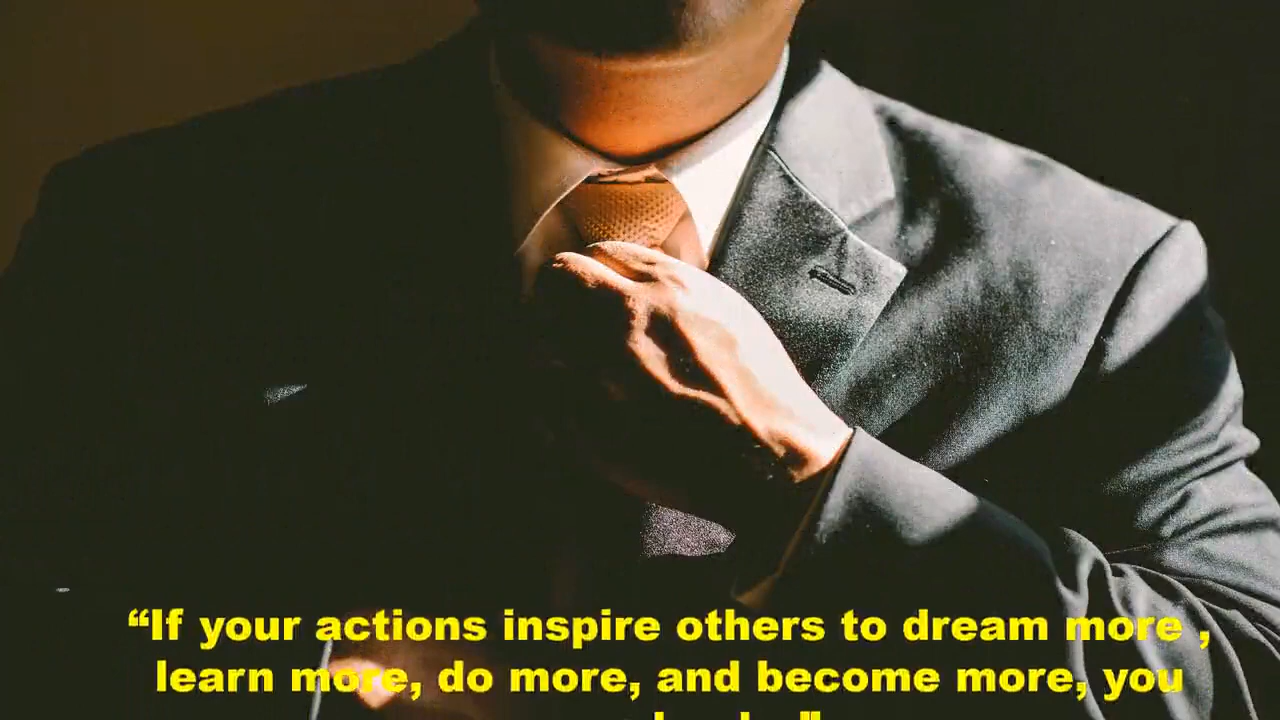 “If your actions inspire others to dream more ,
learn more, do more, and become more, you